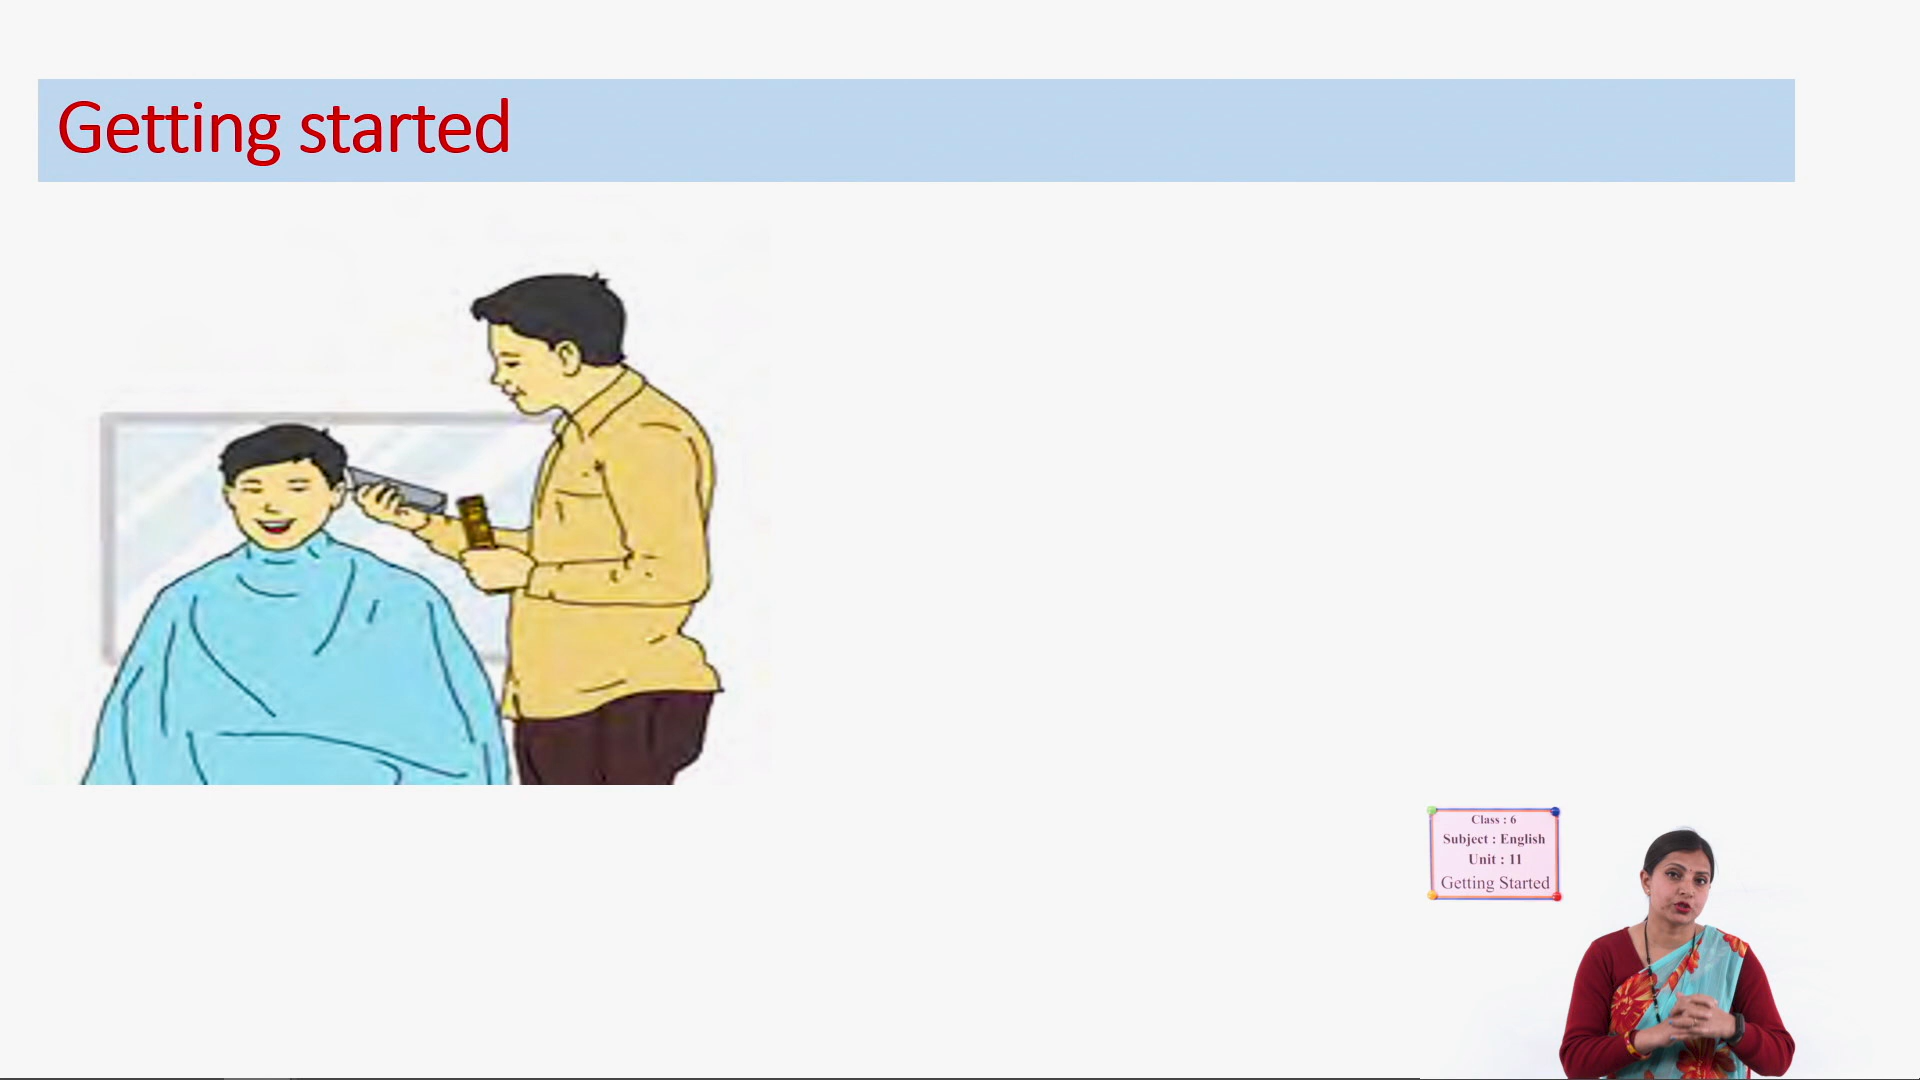 Getting started
Class : 6
Subject : English
Unit : 11
Getting Started